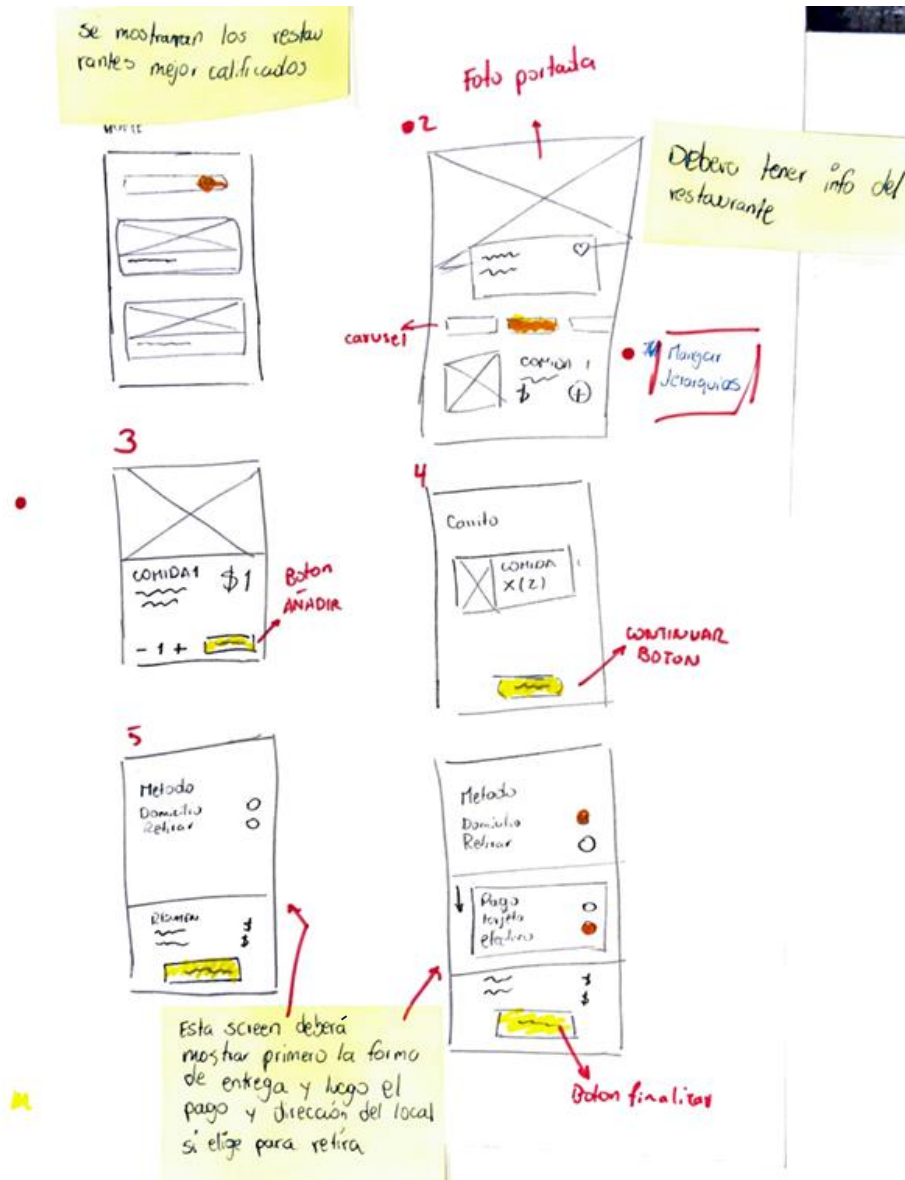 Se mostraran los restau
rantes mejor calificados
Foto portada
2
Debera tener info del
restaurante
carusel
COMIDA 1
$
Margar
Jerarquias
3
COMIDA1 $1
Boton
AÑADIR
- 1 +
4
Carrito
COMIDA
X(2)
CONTINUAR
BOTON
5
Metodo
Domicilio
Retirar
RESUMEN
$
$
Metodo
Domicilio
Retirar
Pago
tarjeta
efectivo
$
$
Esta screen deberá
mostrar primero la forma
de entrega y luego el
pago y dirección del local
si elige para retira
Boton finalizar